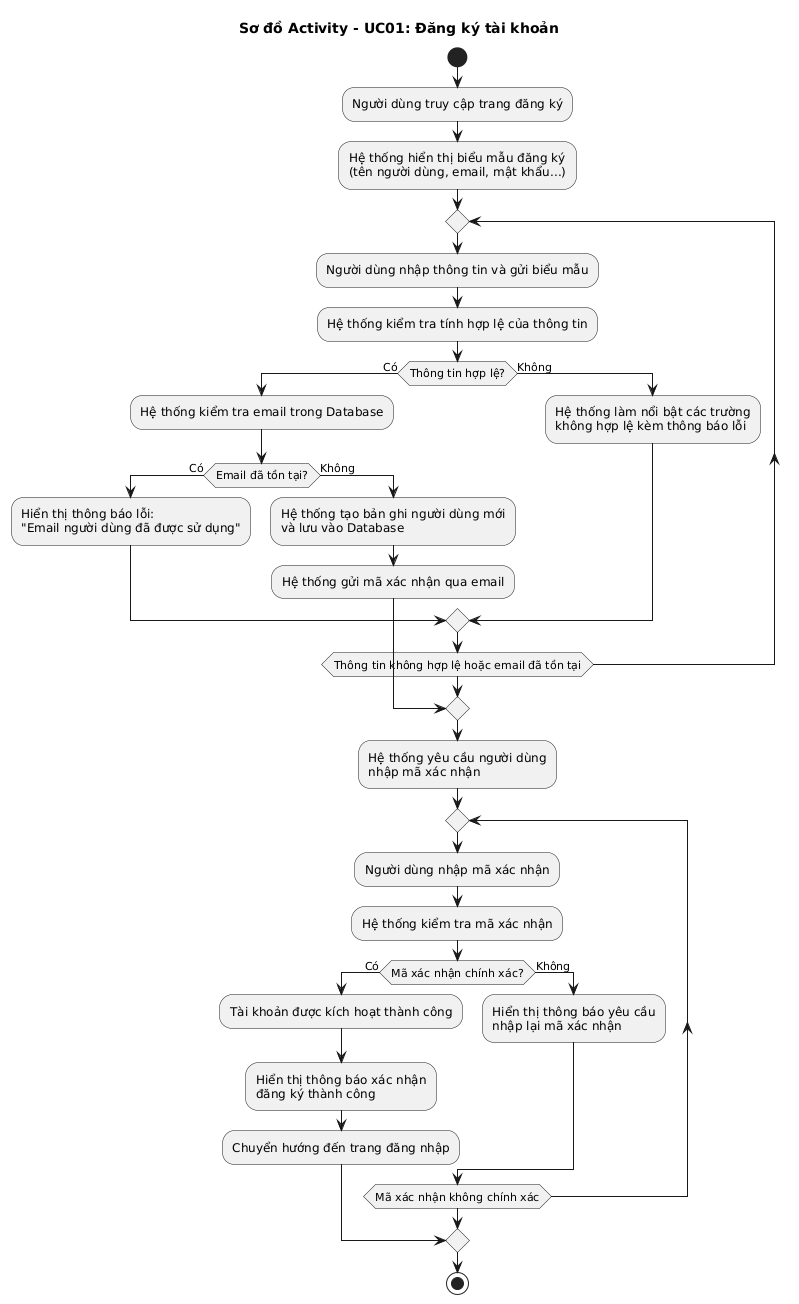 Sơ đồ Activity - UC01: Đăng ký tài khoản
Người dùng truy cập trang đăng ký
Hệ thống hiển thị biểu mẫu đăng ký
(tên người dùng, email, mật khẩu...)
Người dùng nhập thông tin và gửi biểu mẫu
Hệ thống kiểm tra tính hợp lệ của thông tin
Có
Thông tin hợp lệ?
Không
Hệ thống kiểm tra email trong Database
Hệ thống làm nổi bật các trường
không hợp lệ kèm thông báo lỗi
Có
Email đã tồn tại?
Không
Hiển thị thông báo lỗi:
"Email người dùng đã được sử dụng"
Hệ thống tạo bản ghi người dùng mới
và lưu vào Database
Hệ thống gửi mã xác nhận qua email
Thông tin không hợp lệ hoặc email đã tồn tại
Hệ thống yêu cầu người dùng
nhập mã xác nhận
Người dùng nhập mã xác nhận
Hệ thống kiểm tra mã xác nhận
Có
Mã xác nhận chính xác?
Không
Tài khoản được kích hoạt thành công
Hiển thị thông báo yêu cầu
nhập lại mã xác nhận
Hiển thị thông báo xác nhận
đăng ký thành công
Chuyển hướng đến trang đăng nhập
Mã xác nhận không chính xác